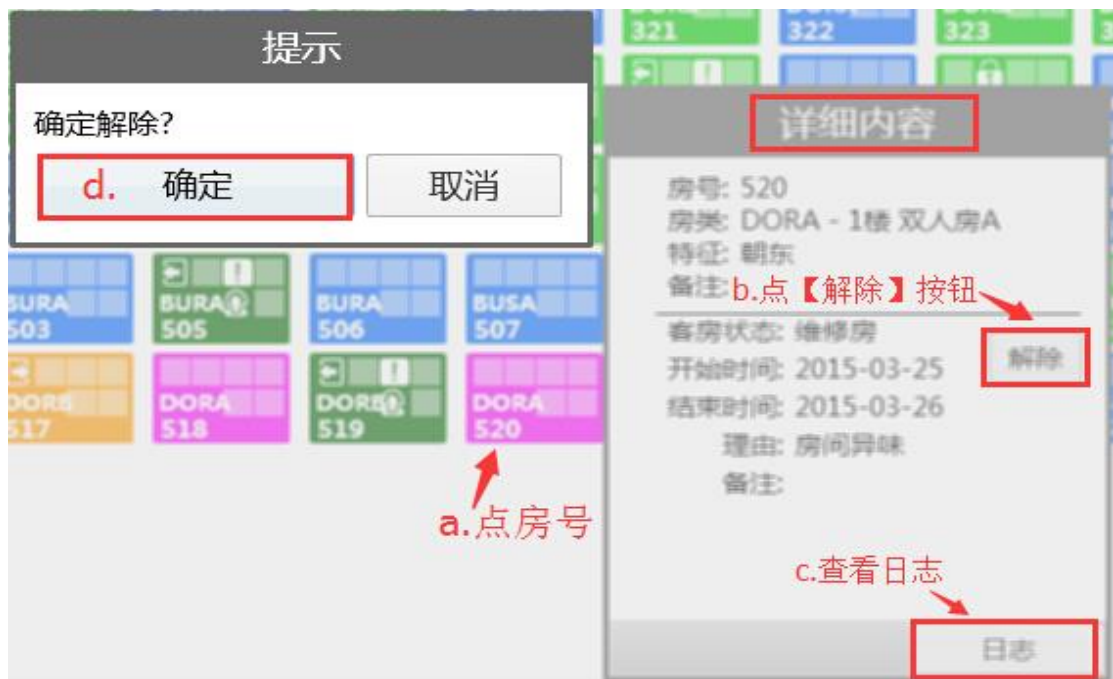 提示
确定解除?
d. 确定
取消
321
322
323
详细内容
房号: 520
房类: DORA - 1楼 双人房A
特征: 朝东
备注:
b.点【解除】按钮
客房状态: 维修房
开始时间: 2015-03-25
解除
结束时间: 2015-03-26
理由: 房间异味
备注:
BURA
503
BURA
505
BURA
506
BUSA
507
DORB
517
DORA
518
DORB
519
DORA
520
a.点房号
c.查看日志
日志